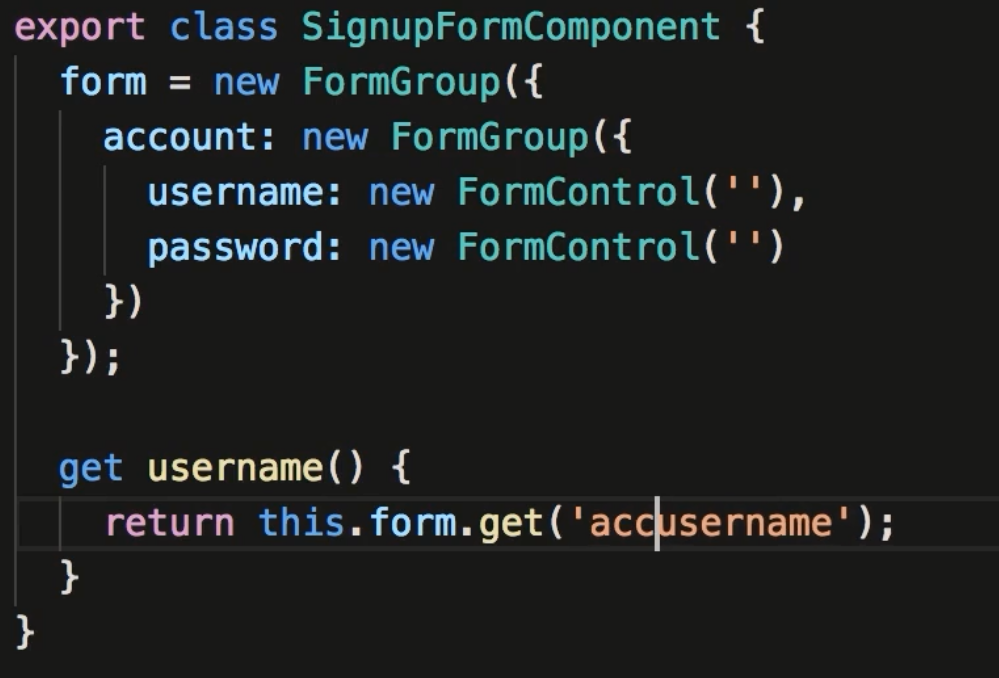 export class SignupFormComponent {
  form = new FormGroup({
    account: new FormGroup({
      username: new FormControl(''),
      password: new FormControl('')
    })
  });

  get username() {
    return this.form.get('accusername');
  }
}